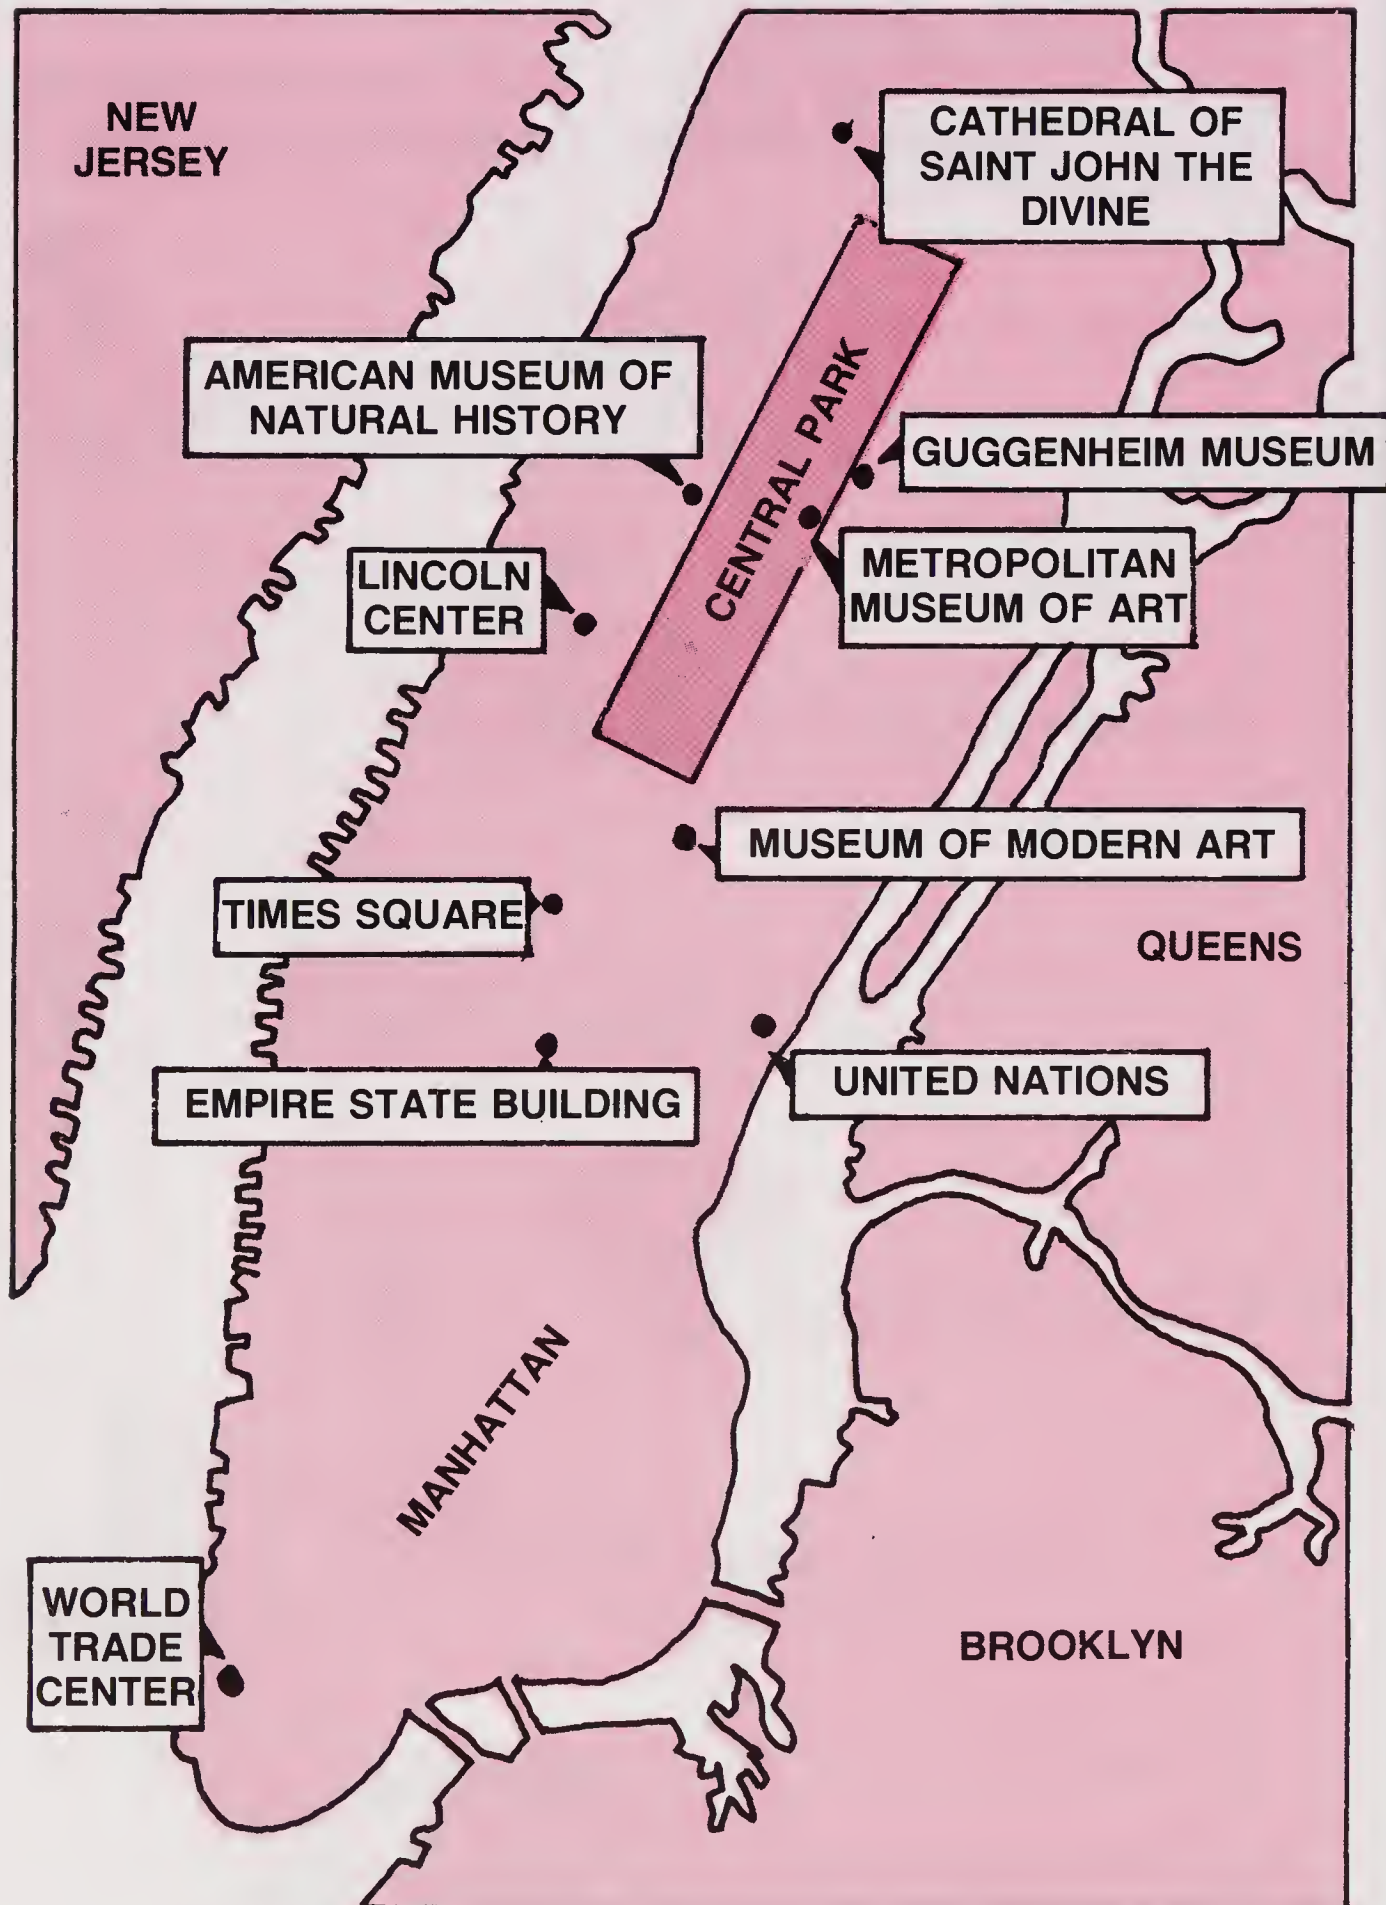 NEW
JERSEY
CATHEDRAL OF
SAINT JOHN THE
DIVINE
AMERICAN MUSEUM OF
NATURAL HISTORY
CENTRAL PARK
GUGGENHEIM MUSEUM
LINCOLN
CENTER
METROPOLITAN
MUSEUM OF ART
MUSEUM OF MODERN ART
TIMES SQUARE
QUEENS
EMPIRE STATE BUILDING
UNITED NATIONS
MANHATTAN
WORLD
TRADE
CENTER
BROOKLYN